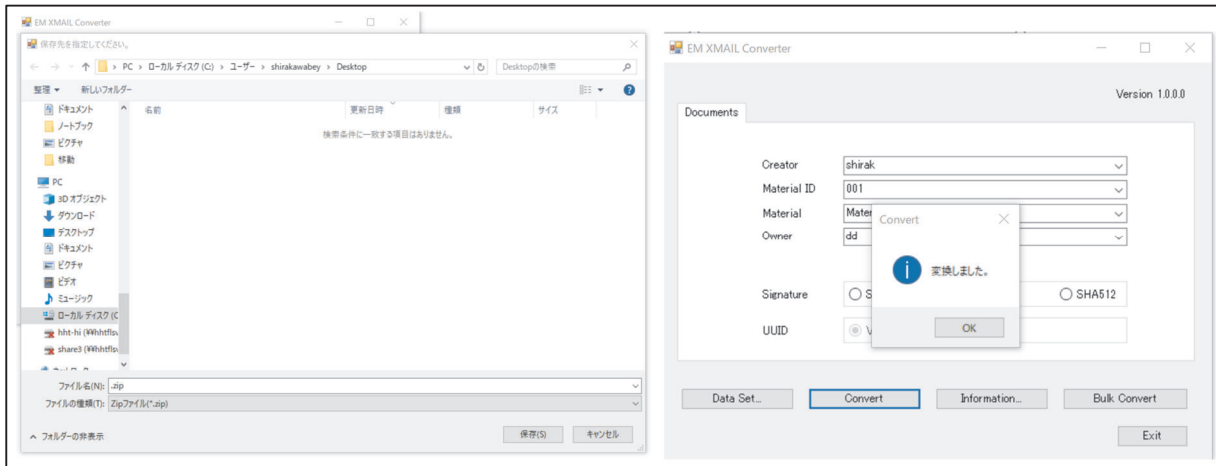 EM XMAIL Converter
保存先を指定してください。
PC > ローカル ディスク (C:) > ユーザー > shirakawabey > Desktop
Desktopの検索
整理 新しいフォルダー
ドキュメント
ノートブック
ピクチャ
移動
PC
3D オブジェクト
ダウンロード
デスクトップ
ドキュメント
ピクチャ
ビデオ
ミュージック
ローカル ディスク (C
hht-hi (¥¥hhtflsv
share3 (¥¥hhtflsv
名前 更新日時 種類 サイズ
検索条件に一致する項目はありません。
ファイル名(N): .zip
ファイルの種類(T): Zipファイル(*.zip)
フォルダーの非表示
保存(S) キャンセル
EM XMAIL Converter
Version 1.0.0.0
Documents
Creator shirak
Material ID 001
Material Mater
Owner dd
Signature S SHA512
UUID V
Convert
変換しました。
OK
Data Set... Convert Information... Bulk Convert
Exit